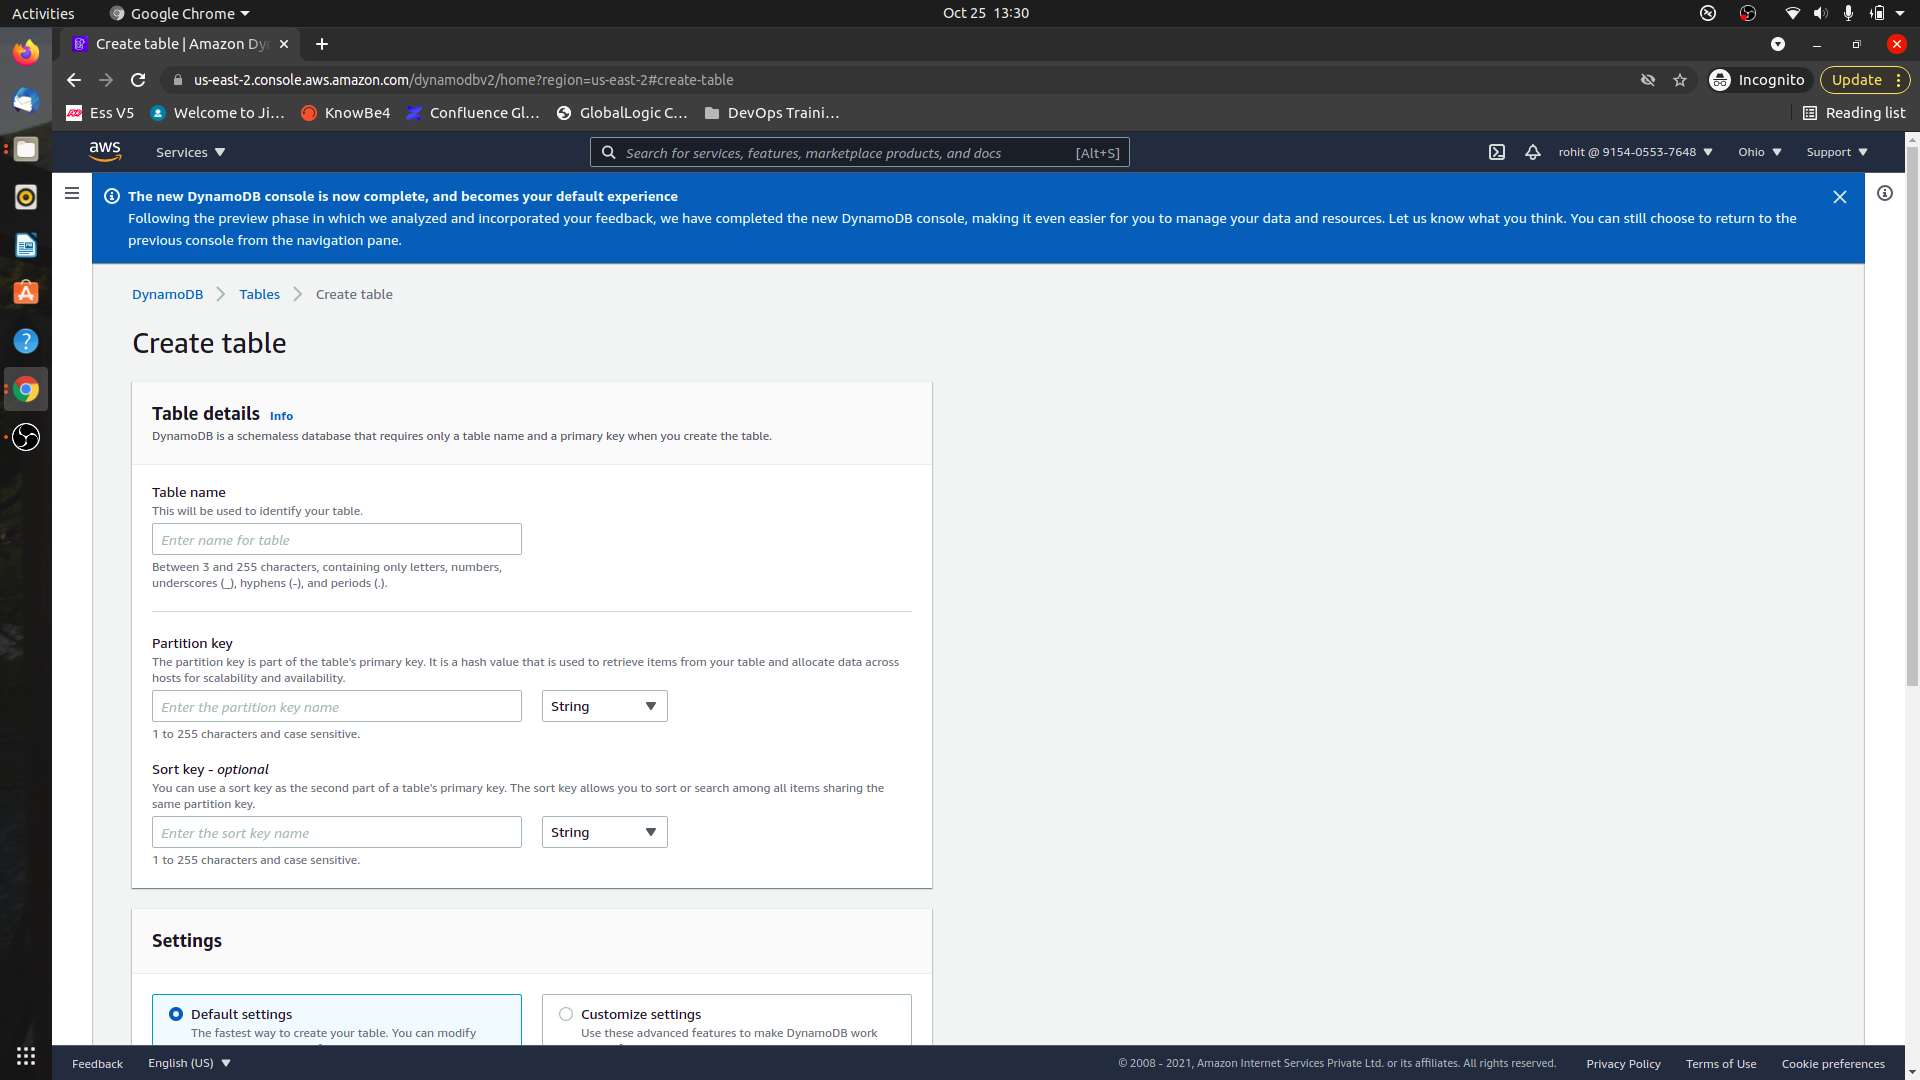 Activities
Google Chrome
Oct 25 13:30
Create table | Amazon Dy
us-east-2.console.aws.amazon.com/dynamodbv2/home?region=us-east-2#create-table
Incognito
Update
Ess V5
Welcome to Ji...
KnowBe4
Confluence Gl...
GlobalLogic C...
DevOps Traini...
Reading list
aws
Services
Search for services, features, marketplace products, and docs
[Alt+S]
rohit @ 9154-0553-7648
Ohio
Support
The new DynamoDB console is now complete, and becomes your default experience
Following the preview phase in which we analyzed and incorporated your feedback, we have completed the new DynamoDB console, making it even easier for you to manage your data and resources. Let us know what you think. You can still choose to return to the
previous console from the navigation pane.
DynamoDB
Tables
Create table
Create table
Table details Info
DynamoDB is a schemaless database that requires only a table name and a primary key when you create the table.
Table name
This will be used to identify your table.
Enter name for table
Between 3 and 255 characters, containing only letters, numbers,
underscores (_), hyphens (-), and periods (.).
Partition key
The partition key is part of the table's primary key. It is a hash value that is used to retrieve items from your table and allocate data across
hosts for scalability and availability.
Enter the partition key name
String
1 to 255 characters and case sensitive.
Sort key - optional
You can use a sort key as the second part of a table's primary key. The sort key allows you to sort or search among all items sharing the
same partition key.
Enter the sort key name
String
1 to 255 characters and case sensitive.
Settings
Default settings
The fastest way to create your table. You can modify
Customize settings
Use these advanced features to make DynamoDB work
Feedback
English (US)
© 2008 - 2021, Amazon Internet Services Private Ltd. or its affiliates. All rights reserved.
Privacy Policy
Terms of Use
Cookie preferences